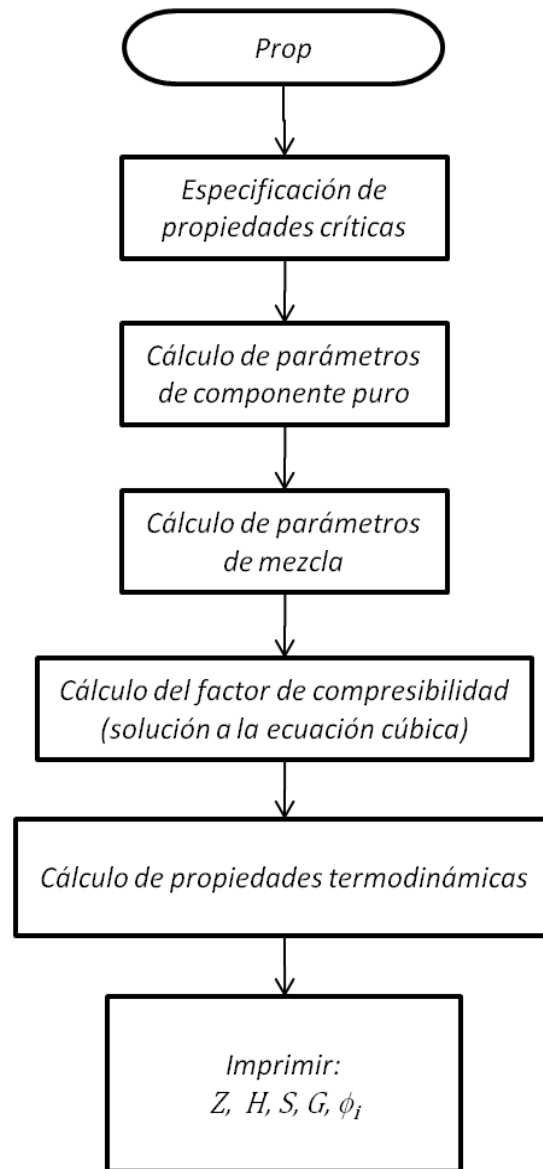 Prop
Especificación de
propiedades críticas
Cálculo de parámetros
de componente puro
Cálculo de parámetros
de mezcla
Cálculo del factor de compresibilidad
(solución a la ecuación cúbica)
Cálculo de propiedades termodinámicas
Imprimir:
Z, H, S, G, ϕᵢ